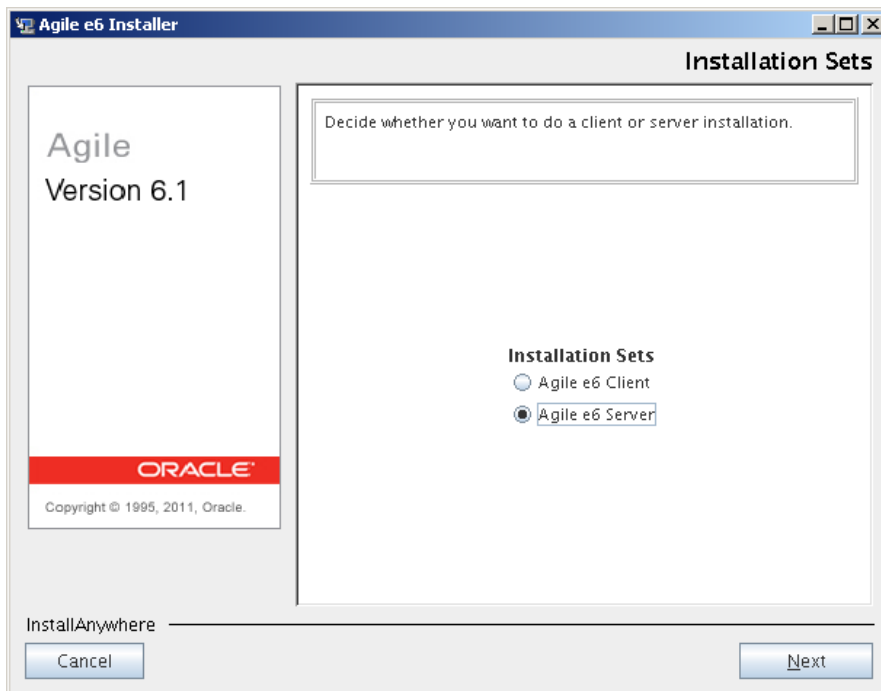 Agile e6 Installer
Installation Sets
Agile
Version 6.1
ORACLE
Copyright © 1995, 2011, Oracle.
Decide whether you want to do a client or server installation.
Installation Sets
Agile e6 Client
Agile e6 Server
InstallAnywhere
Cancel
Next